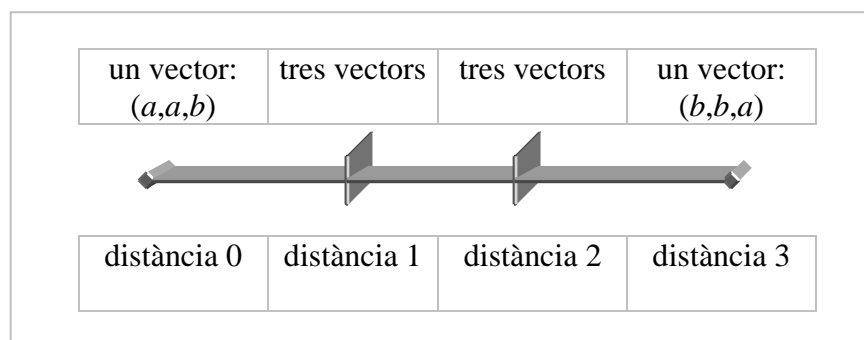 un vector: tres vectors tres vectors un vector:
(a,a,b) (b,b,a)
distància 0 distància 1 distància 2 distància 3